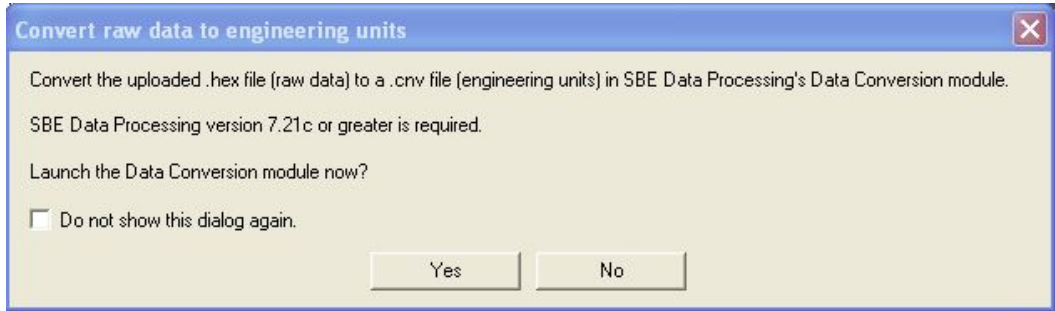 Convert raw data to engineering units
Convert the uploaded .hex file (raw data) to a .cnv file (engineering units) in SBE Data Processing's Data Conversion module.
SBE Data Processing version 7.21c or greater is required.
Launch the Data Conversion module now?
Do not show this dialog again.
Yes No